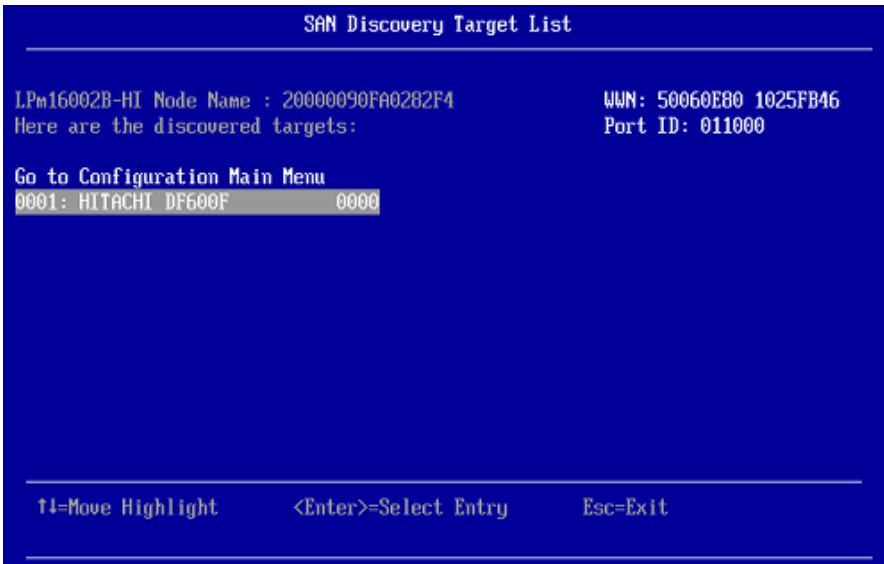 SAN Discovery Target List
LPm16002B-HI Node Name : 20000090FA0282F4 WWN: 50060E80 1025FB46
Here are the discovered targets: Port ID: 011000
Go to Configuration Main Menu
0001: HITACHI DF600F 0000
↑↓=Move Highlight <Enter>=Select Entry Esc=Exit